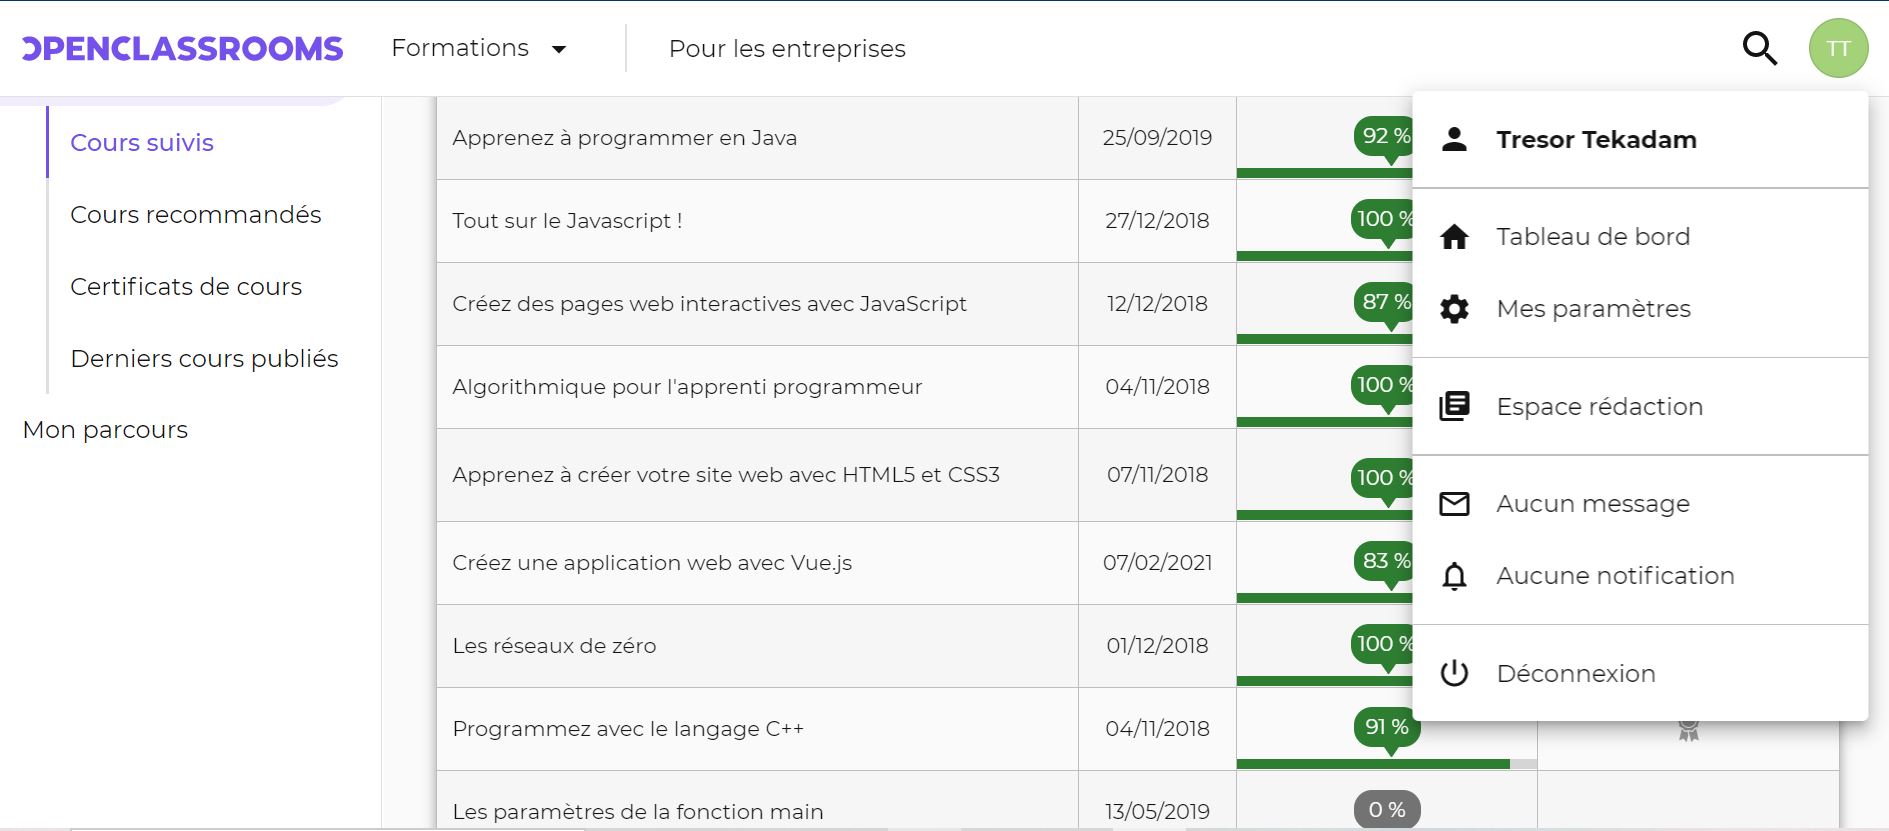 OPENCLASSROOMS
Formations
Pour les entreprises
TT
Cours suivis
Cours recommandés
Certificats de cours
Derniers cours publiés
Mon parcours
Apprenez à programmer en Java 25/09/2019 92 %
Tout sur le Javascript ! 27/12/2018 100 %
Créez des pages web interactives avec JavaScript 12/12/2018 87 %
Algorithmique pour l'apprenti programmeur 04/11/2018 100 %
Apprenez à créer votre site web avec HTML5 et CSS3 07/11/2018 100 %
Créez une application web avec Vue.js 07/02/2021 83 %
Les réseaux de zéro 01/12/2018 100 %
Programmez avec le langage C++ 04/11/2018 91 %
Les paramètres de la fonction main 13/05/2019 0 %
Tresor Tekadam
Tableau de bord
Mes paramètres
Espace rédaction
Aucun message
Aucune notification
Déconnexion